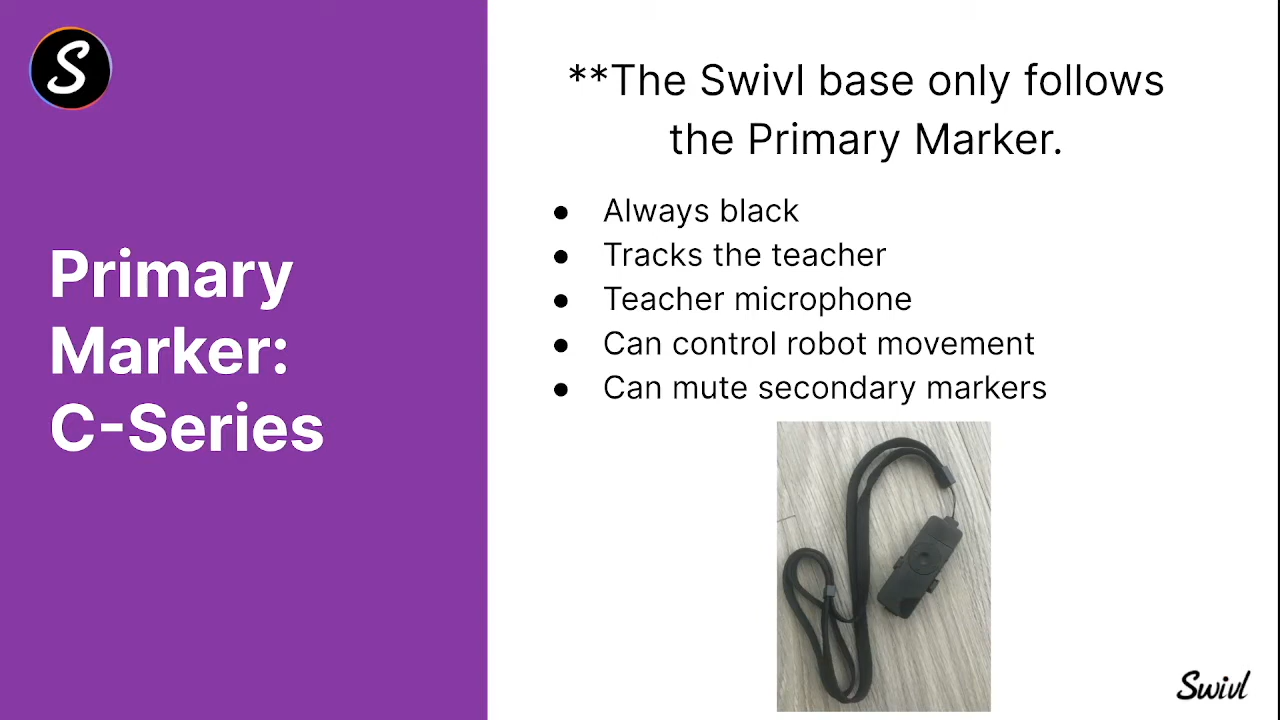 S
**The Swivl base only follows
the Primary Marker.
● Always black
● Tracks the teacher
● Teacher microphone
● Can control robot movement
● Can mute secondary markers
Primary
Marker:
C-Series
Swivl